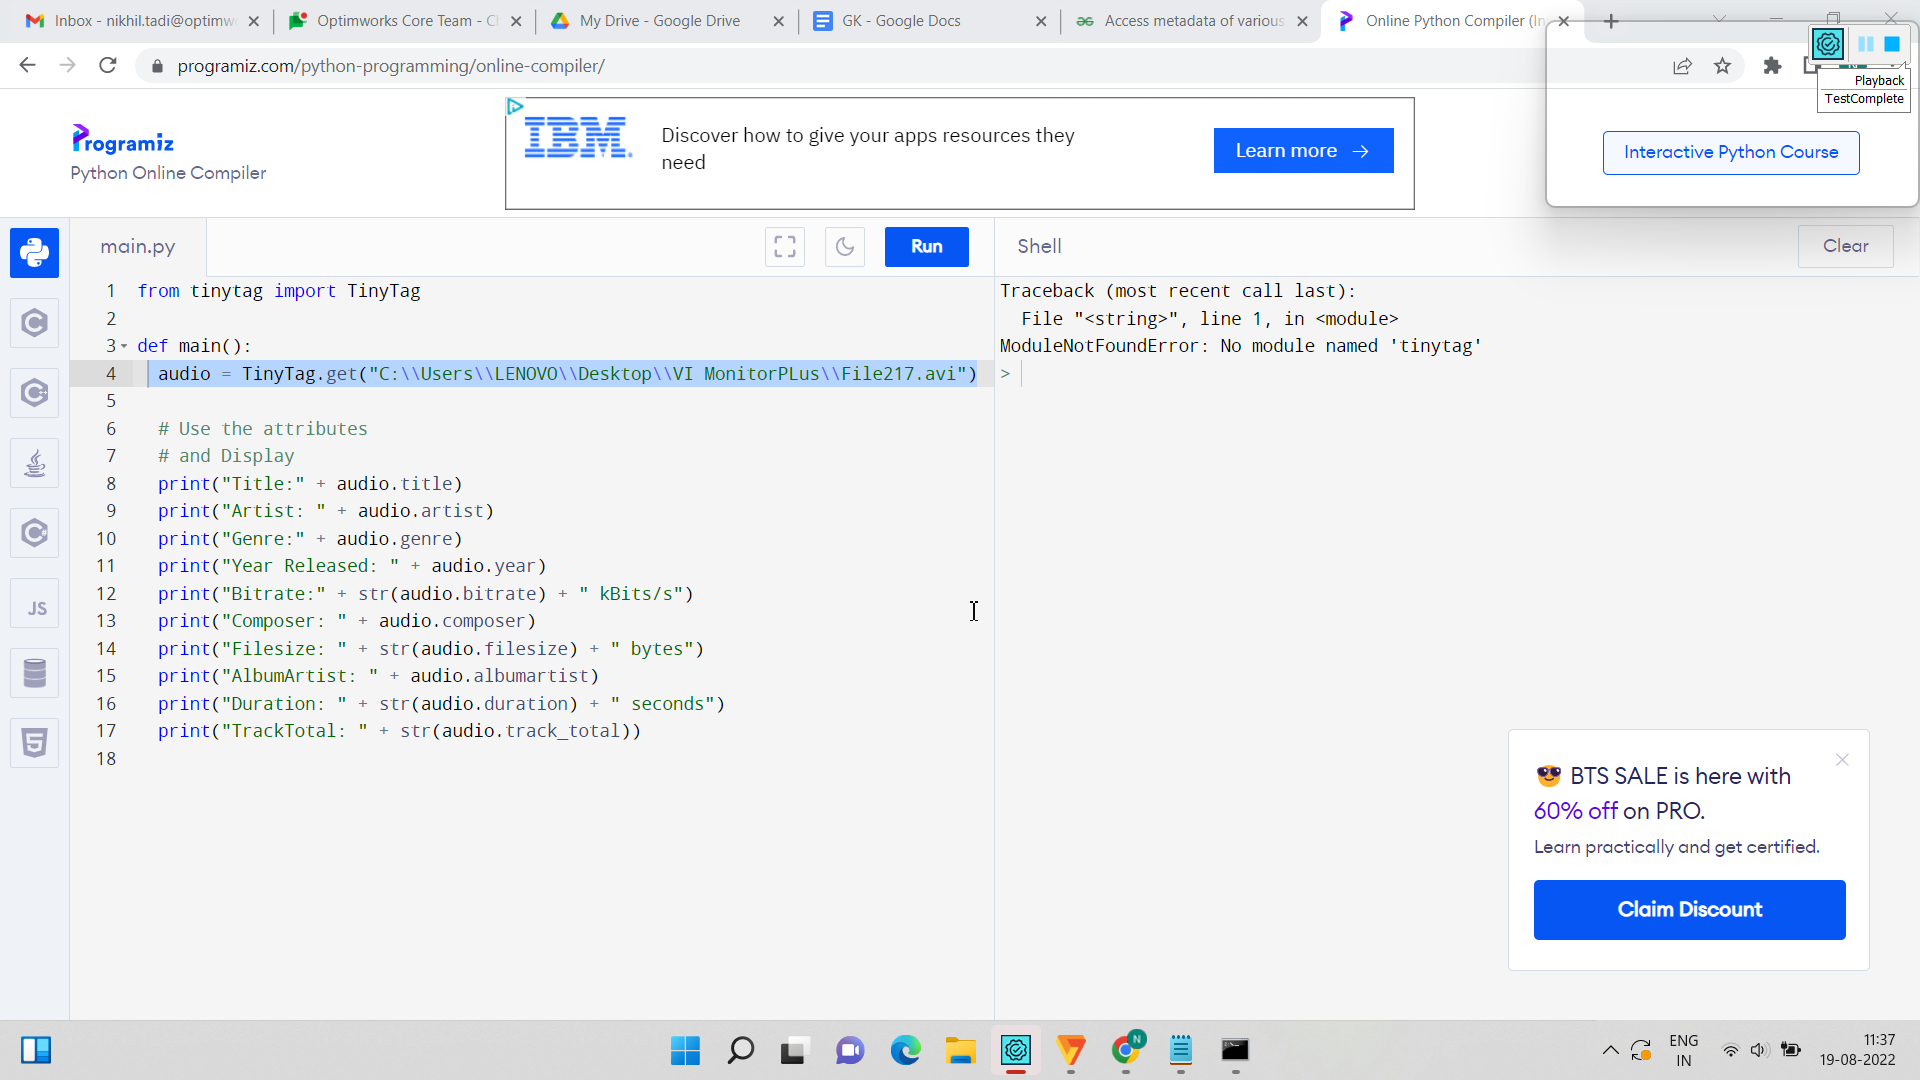 Inbox - nikhil.tadi@optimw
Optimworks Core Team - Ch
My Drive - Google Drive
GK - Google Docs
Access metadata of various
Online Python Compiler (In
programiz.com/python-programming/online-compiler/
Playback
TestComplete
Programiz
Python Online Compiler
IBM.
Discover how to give your apps resources they
need
Learn more
Interactive Python Course
main.py
Run
Shell
Clear
1 from tinytag import TinyTag
2
3 def main():
4 audio = TinyTag.get("C:\\Users\\LENOVO\\Desktop\\VI MonitorPLus\\File217.avi")
5
6 # Use the attributes
7 # and Display
8 print("Title:" + audio.title)
9 print("Artist: " + audio.artist)
10 print("Genre:" + audio.genre)
11 print("Year Released: " + audio.year)
12 print("Bitrate:" + str(audio.bitrate) + " kBits/s")
13 print("Composer: " + audio.composer)
14 print("Filesize: " + str(audio.filesize) + " bytes")
15 print("AlbumArtist: " + audio.albumartist)
16 print("Duration: " + str(audio.duration) + " seconds")
17 print("TrackTotal: " + str(audio.track_total))
18
Traceback (most recent call last):
File "<string>", line 1, in <module>
ModuleNotFoundError: No module named 'tinytag'
>
JS
BTS SALE is here with
60% off on PRO.
Learn practically and get certified.
Claim Discount
N
ENG
IN
11:37
19-08-2022